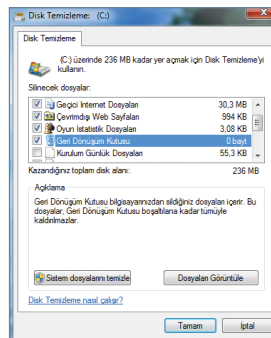 Disk Temizleme: (C:)
Disk Temizleme
(C:) üzerinde 236 MB kadar yer açmak için Disk Temizleme'yi
kullanın.
Silinecek dosyalar:
Geçici Internet Dosyaları 30,3 MB
Çevrimdışı Web Sayfaları 994 KB
Oyun İstatistik Dosyaları 3,08 KB
Geri Dönüşüm Kutusu 0 bayt
Kurulum Günlük Dosyaları 55,3 KB
Kazandığınız toplam disk alanı: 236 MB
Açıklama
Geri Dönüşüm Kutusu bilgisayarınızdan sildiğiniz dosyaları içerir. Bu
dosyalar, Geri Dönüşüm Kutusu boşaltılana kadar tümüyle
kaldırılmazlar.
Sistem dosyalarını temizle Dosyaları Görüntüle
Disk Temizleme nasıl çalışır?
Tamam İptal